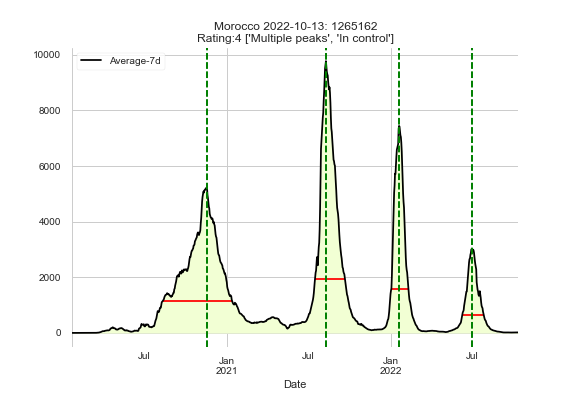 Morocco 2022-10-13: 1265162
Rating:4 ['Multiple peaks', 'In control']
Average-7d
10000
8000
6000
4000
2000
0
Jul
Jan
2021
Jul
Jan
2022
Jul
Date